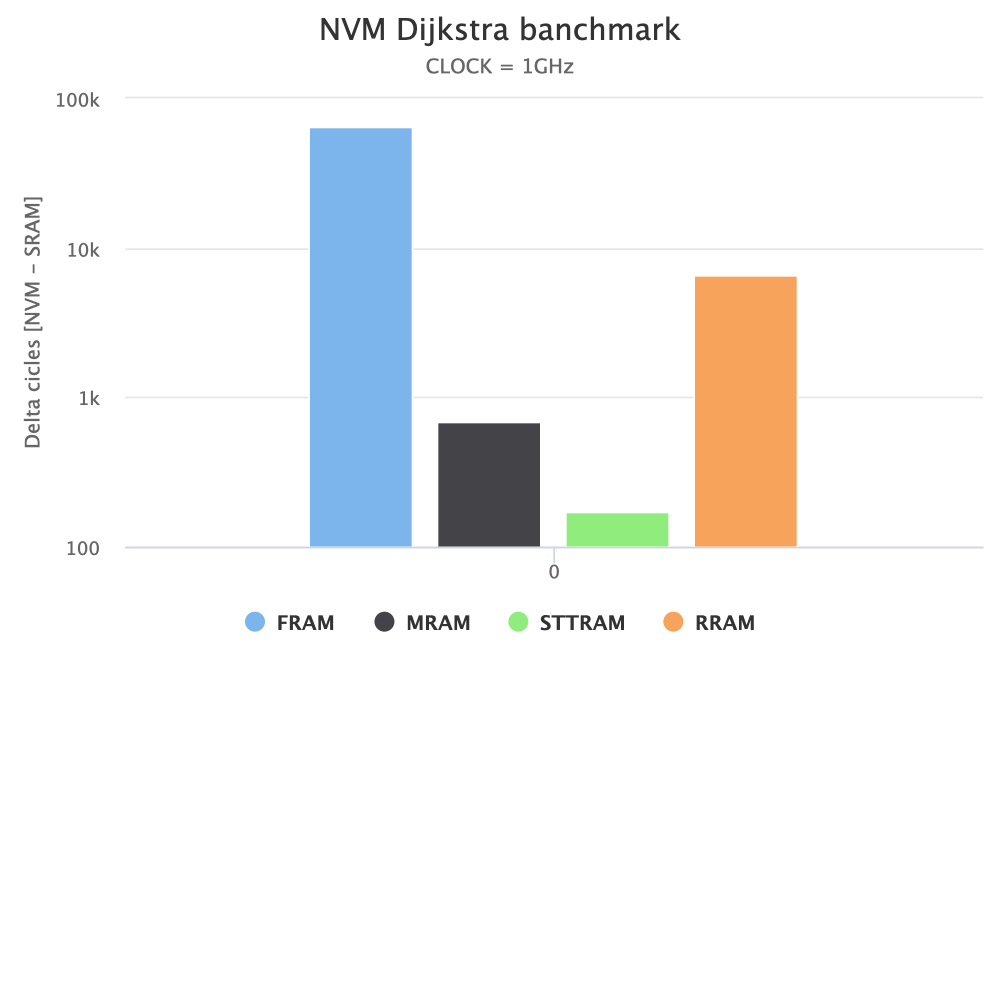 NVM Dijkstra banchmark
CLOCK = 1GHz
Delta cicles [NVM – SRAM]
100k
10k
1k
100
0
FRAM MRAM STTRAM RRAM